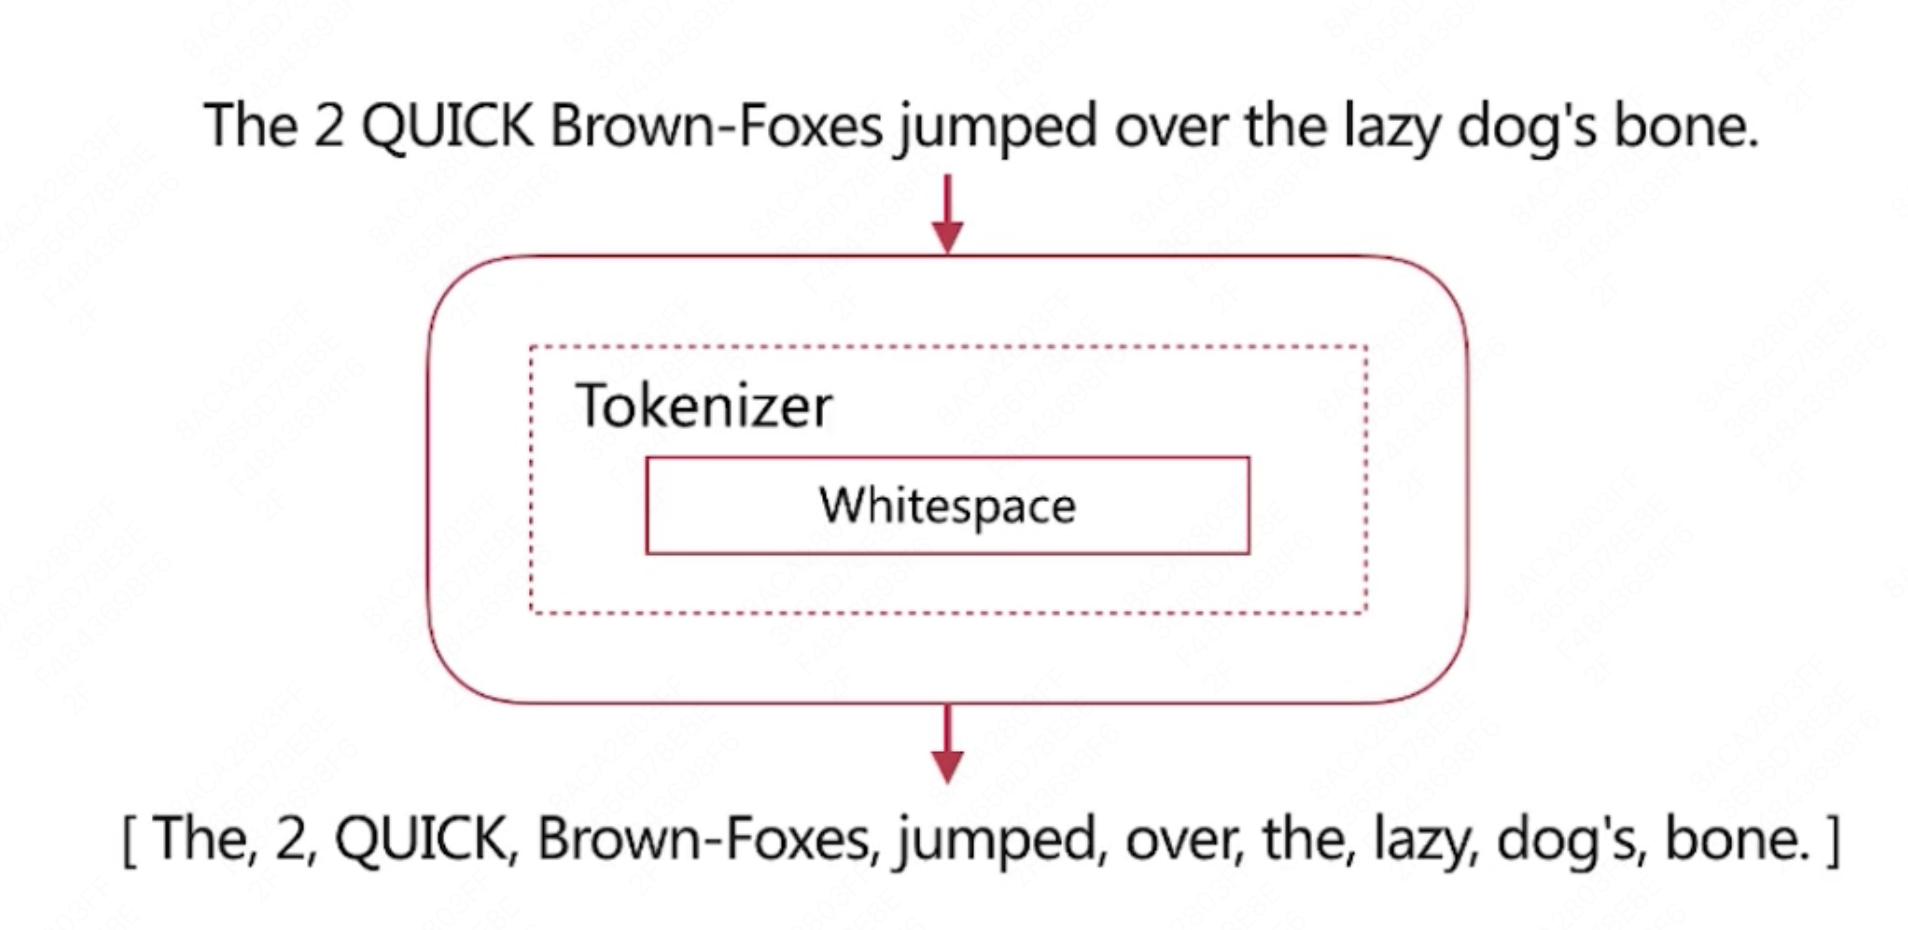 The 2 QUICK Brown-Foxes jumped over the lazy dog's bone.
Tokenizer
Whitespace
[ The, 2, QUICK, Brown-Foxes, jumped, over, the, lazy, dog's, bone. ]